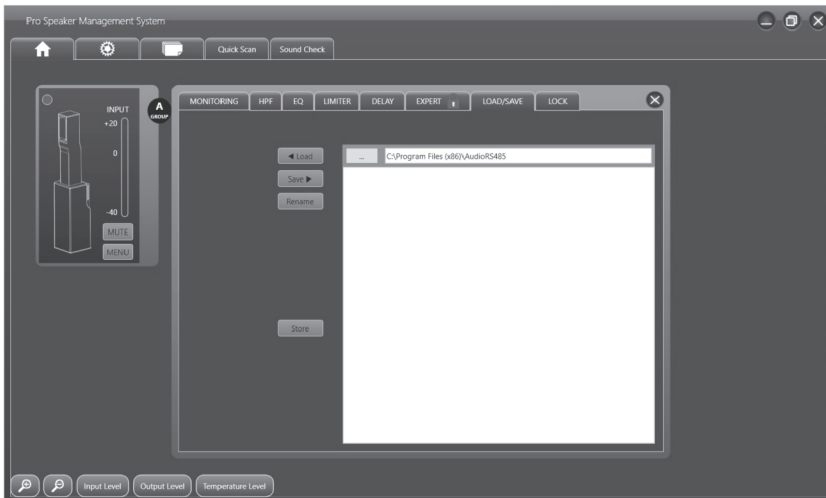 Pro Speaker Management System
Quick Scan
Sound Check
A
GROUP
INPUT
+20
0
-40
MUTE
MENU
MONITORING HPF EQ LIMITER DELAY EXPERT LOAD/SAVE LOCK
◄ Load
... C:\Program Files (x86)\AudioRS485
Save ►
Rename
Store
Input Level Output Level Temperature Level